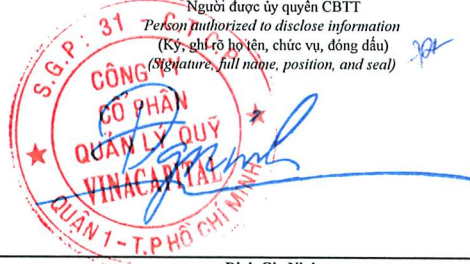 Người được ủy quyền CBTT
Person authorized to disclose information
(Ký, ghi rõ họ tên, chức vụ, đóng dấu)
(Signature, full name, position, and seal)
S.G.P: 31 - C.T.C.P
CÔNG TY
CỔ PHẦN
QUẢN LÝ QUỸ
VINACAPITAL
QUẬN 1 - T.P HỒ CHÍ MINH